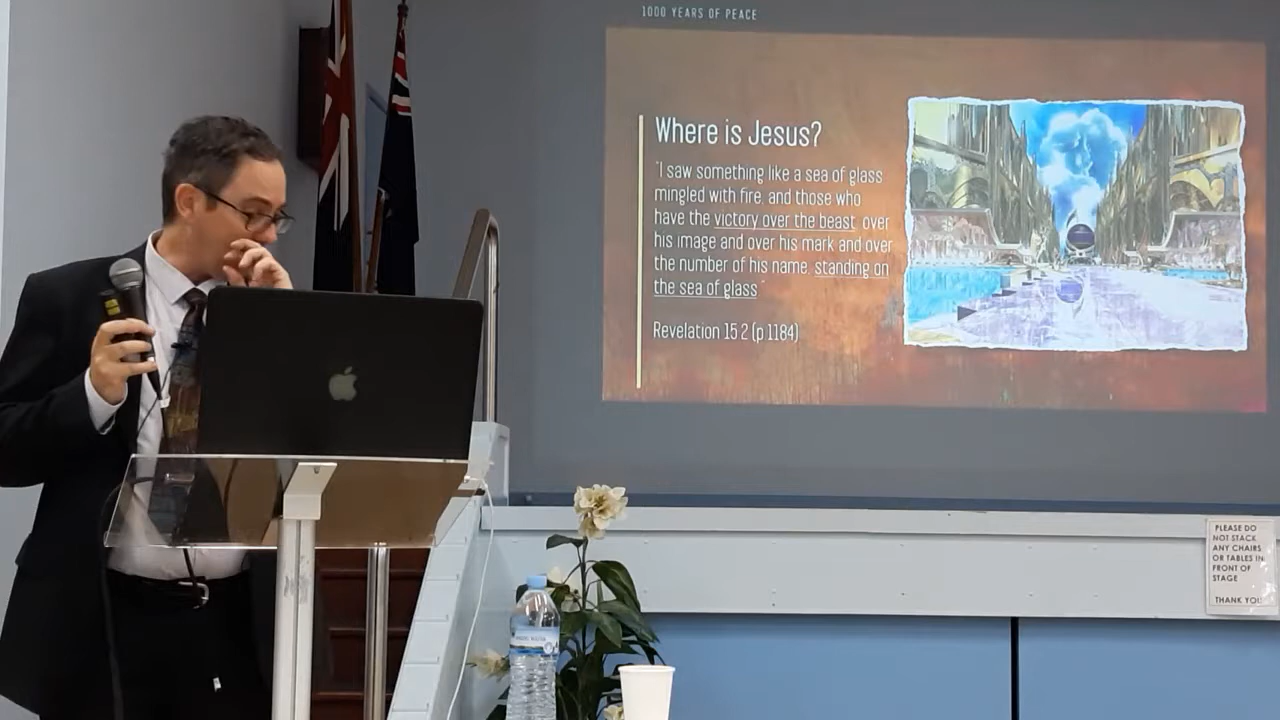 1000 YEARS OF PEACE
Where is Jesus?
"I saw something like a sea of glass
mingled with fire, and those who
have the victory over the beast, over
his image and over his mark and over
the number of his name, standing on
the sea of glass"
Revelation 15:2 (p 1184)
PLEASE DO
NOT STACK
ANY CHAIRS
OR TABLES IN
FRONT OF
STAGE
THANK YOU